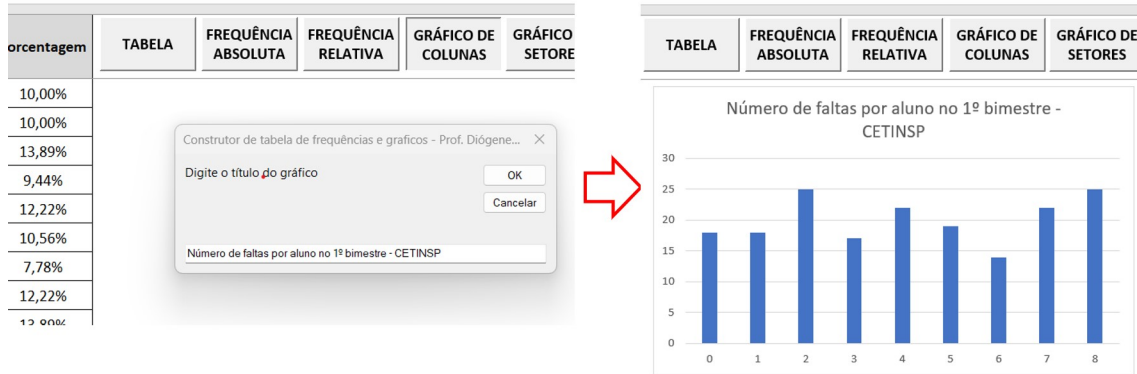 orcentagem
TABELA
FREQUÊNCIA
ABSOLUTA
FREQUÊNCIA
RELATIVA
GRÁFICO DE
COLUNAS
GRÁFICO
SETORE
10,00%
10,00%
13,89%
9,44%
12,22%
10,56%
7,78%
12,22%
13,89%
Construtor de tabela de frequências e graficos - Prof. Diógene...
Digite o título do gráfico
OK
Cancelar
Número de faltas por aluno no 1º bimestre - CETINSP
TABELA
FREQUÊNCIA
ABSOLUTA
FREQUÊNCIA
RELATIVA
GRÁFICO DE
COLUNAS
GRÁFICO DE
SETORES
Número de faltas por aluno no 1º bimestre -
CETINSP
30
25
20
15
10
5
0
0 1 2 3 4 5 6 7 8